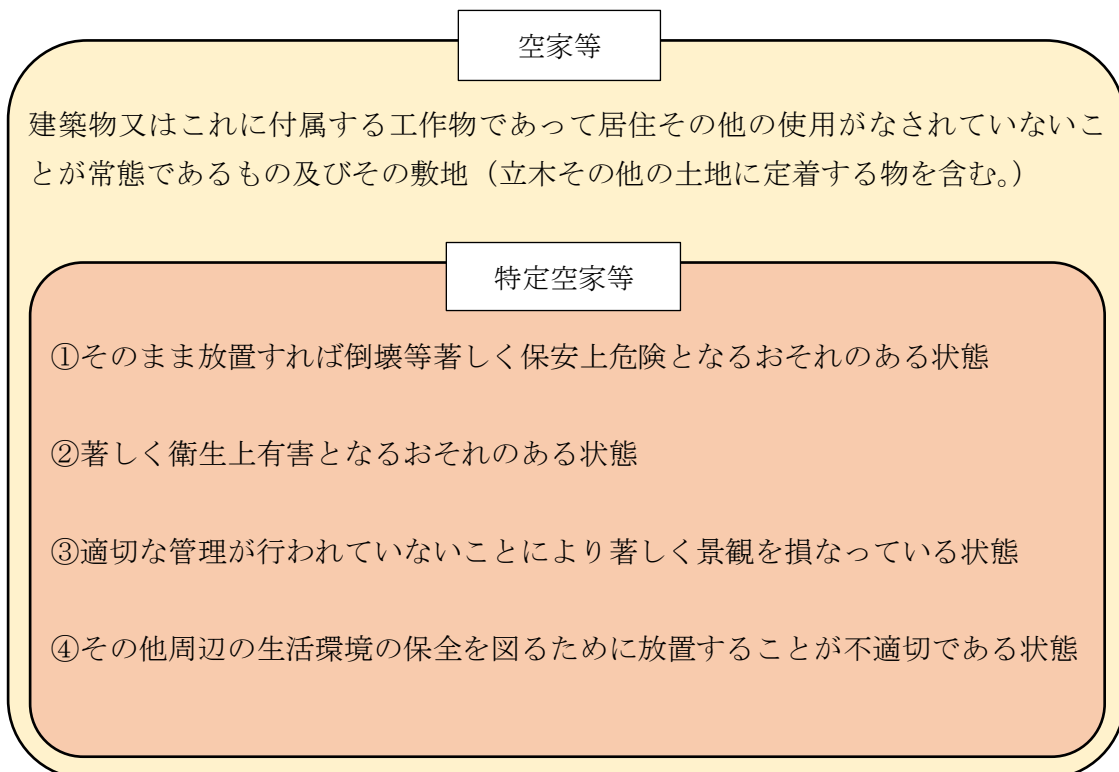 空家等
建築物又はこれに付属する工作物であって居住その他の使用がなされていないこ
とが常態であるもの及びその敷地（立木その他の土地に定着する物を含む。）
特定空家等
①そのまま放置すれば倒壊等著しく保安上危険となるおそれのある状態
②著しく衛生上有害となるおそれのある状態
③適切な管理が行われていないことにより著しく景観を損なっている状態
④その他周辺の生活環境の保全を図るために放置することが不適切である状態